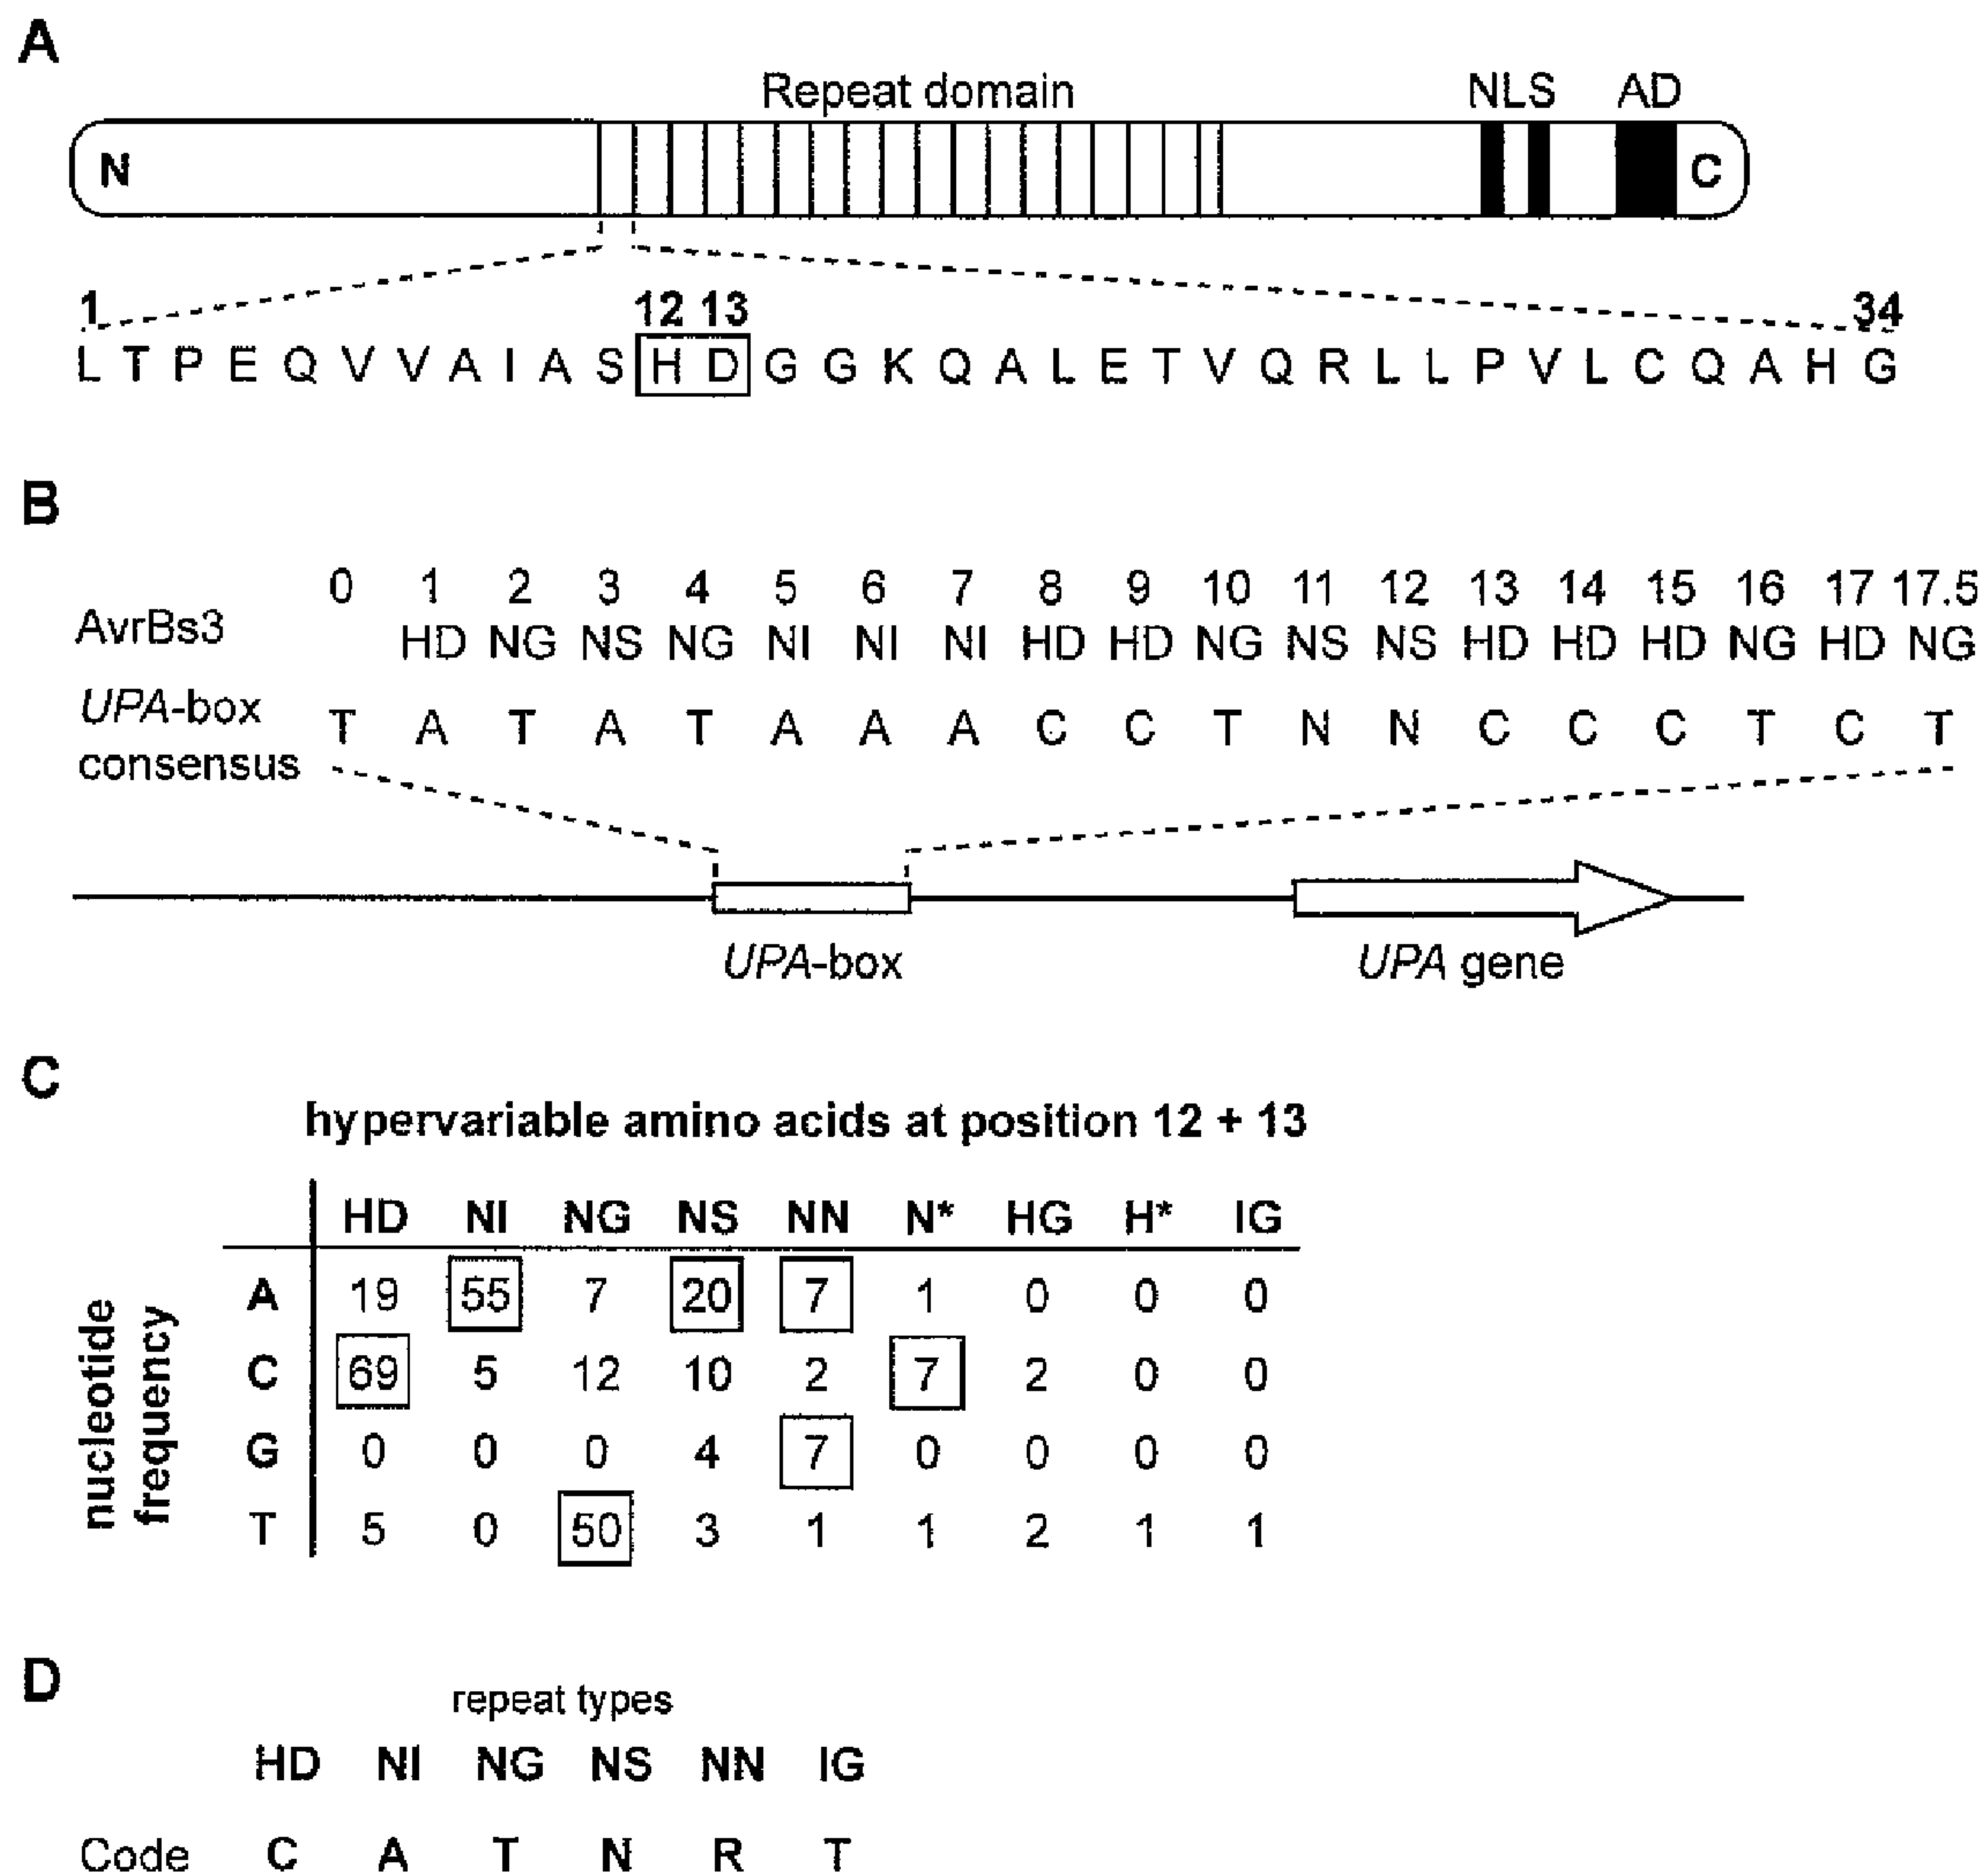 A
Repeat domain NLS AD
N C
1 12 13 34
L T P E Q V V A I A S H D G G K Q A L E T V Q R L L P V L C Q A H G
B
0 1 2 3 4 5 6 7 8 9 10 11 12 13 14 15 16 17 17.5
AvrBs3 HD NG NS NG NI NI NI HD HD NG NS NS HD HD HD NG HD NG
UPA-box
consensus T A T A T A A A C C T N N C C C T C T
UPA-box UPA gene
C
hypervariable amino acids at position 12 + 13
HD NI NG NS NN N* HG H* IG
nucleotide
frequency
A 19 55 7 20 7 1 0 0 0
C 69 5 12 10 2 7 2 0 0
G 0 0 0 4 7 0 0 0 0
T 5 0 50 3 1 1 2 1 1
D
repeat types
HD NI NG NS NN IG
Code C A T N R T